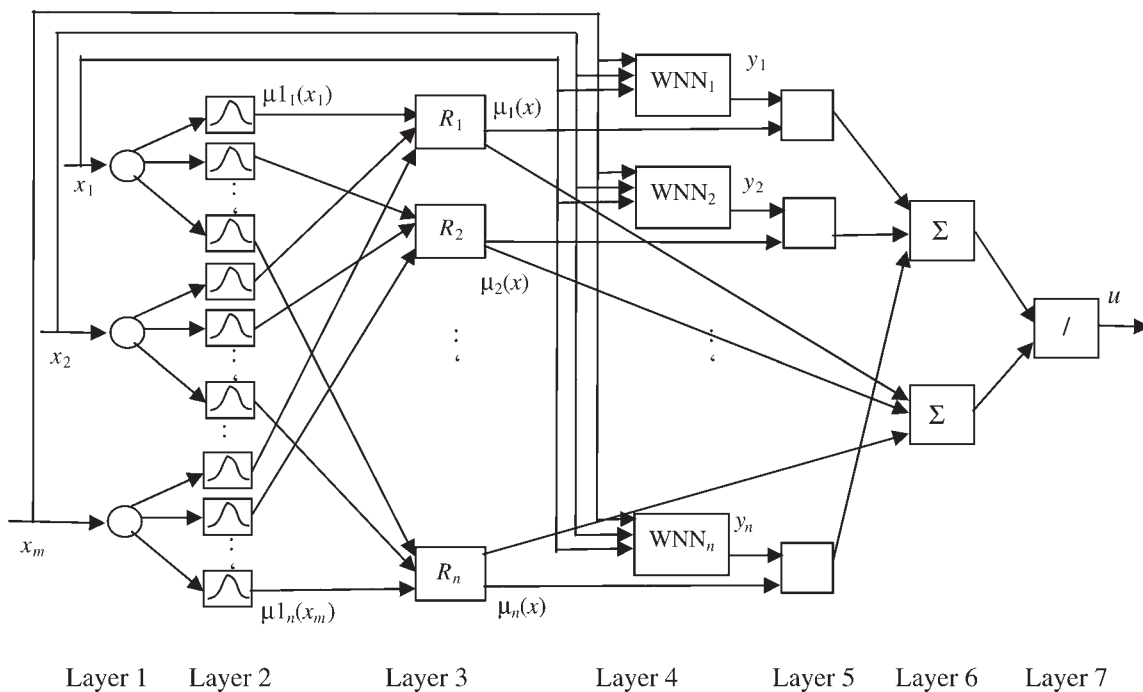 μ1₁(x₁)
R₁
μ₁(x)
WNN₁
y₁
x₁
R₂
μ₂(x)
WNN₂
y₂
Σ
x₂
/
u
Σ
xₘ
Rₙ
μ1ₙ(xₘ)
μₙ(x)
WNNₙ
yₙ
Layer 1 Layer 2 Layer 3 Layer 4 Layer 5 Layer 6 Layer 7